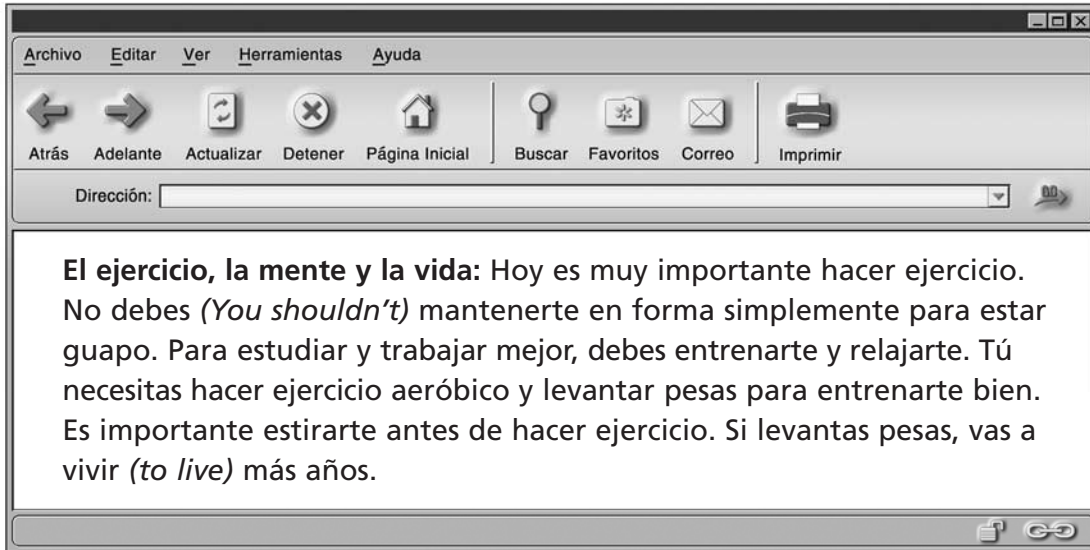 Archivo Editar Ver Herramientas Ayuda
Atrás Adelante Actualizar Detener Página Inicial Buscar Favoritos Correo Imprimir
Dirección:
El ejercicio, la mente y la vida: Hoy es muy importante hacer ejercicio.
No debes (You shouldn't) mantenerte en forma simplemente para estar
guapo. Para estudiar y trabajar mejor, debes entrenarte y relajarte. Tú
necesitas hacer ejercicio aeróbico y levantar pesas para entrenarte bien.
Es importante estirarte antes de hacer ejercicio. Si levantas pesas, vas a
vivir (to live) más años.